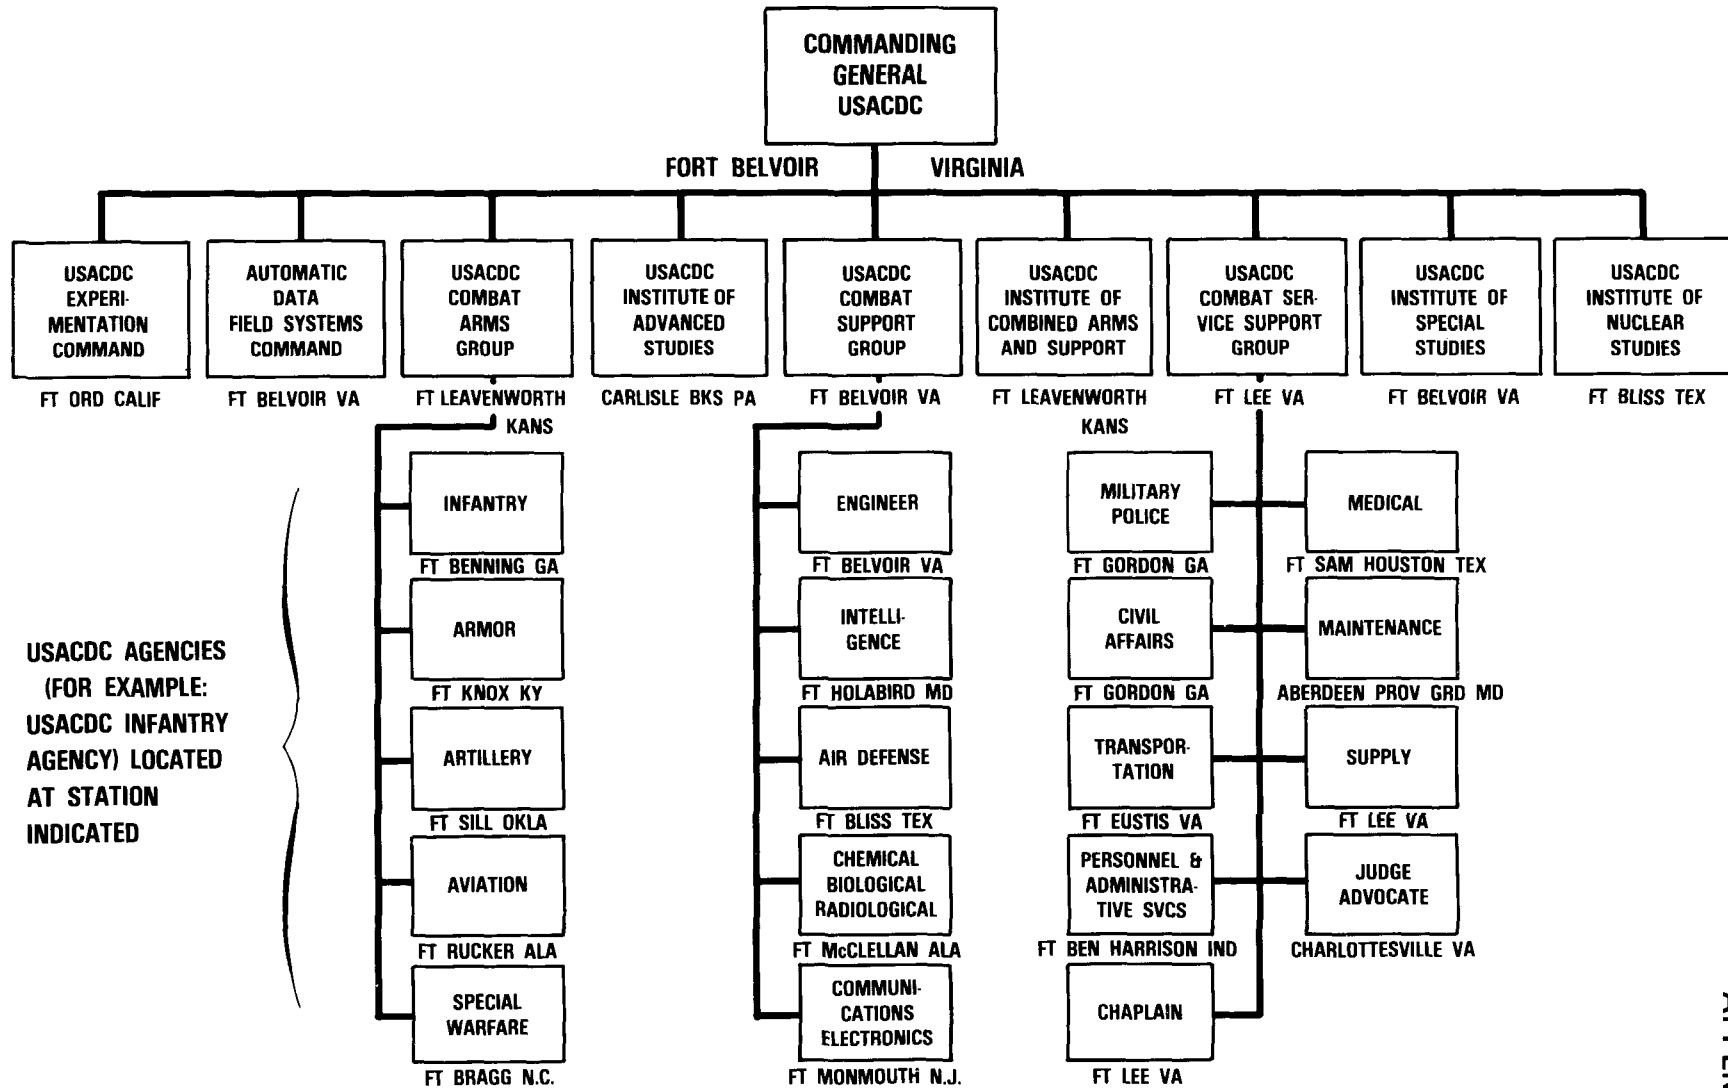 COMMANDING
GENERAL
USACDC
FORT BELVOIR VIRGINIA
USACDC
EXPERI-
MENTATION
COMMAND
FT ORD CALIF
AUTOMATIC
DATA
FIELD SYSTEMS
COMMAND
FT BELVOIR VA
USACDC
COMBAT
ARMS
GROUP
FT LEAVENWORTH
KANS
USACDC
INSTITUTE OF
ADVANCED
STUDIES
CARLISLE BKS PA
USACDC
COMBAT
SUPPORT
GROUP
FT BELVOIR VA
USACDC
INSTITUTE OF
COMBINED ARMS
AND SUPPORT
FT LEAVENWORTH
KANS
USACDC
COMBAT SER-
VICE SUPPORT
GROUP
FT LEE VA
USACDC
INSTITUTE OF
SPECIAL
STUDIES
FT BELVOIR VA
USACDC
INSTITUTE OF
NUCLEAR
STUDIES
FT BLISS TEX
USACDC AGENCIES
(FOR EXAMPLE:
USACDC INFANTRY
AGENCY) LOCATED
AT STATION
INDICATED
INFANTRY
FT BENNING GA
ARMOR
FT KNOX KY
ARTILLERY
FT SILL OKLA
AVIATION
FT RUCKER ALA
SPECIAL
WARFARE
FT BRAGG N.C.
ENGINEER
FT BELVOIR VA
INTELLI-
GENCE
FT HOLABIRD MD
AIR DEFENSE
FT BLISS TEX
CHEMICAL
BIOLOGICAL
RADIOLOGICAL
FT McCLELLAN ALA
COMMUNI-
CATIONS
ELECTRONICS
FT MONMOUTH N.J.
MILITARY
POLICE
FT GORDON GA
CIVIL
AFFAIRS
FT GORDON GA
TRANSPOR-
TATION
FT EUSTIS VA
PERSONNEL &
ADMINISTRA-
TIVE SVCS
FT BEN HARRISON IND
CHAPLAIN
FT LEE VA
MEDICAL
FT SAM HOUSTON TEX
MAINTENANCE
ABERDEEN PROV GRD MD
SUPPLY
FT LEE VA
JUDGE
ADVOCATE
CHARLOTTESVILLE VA